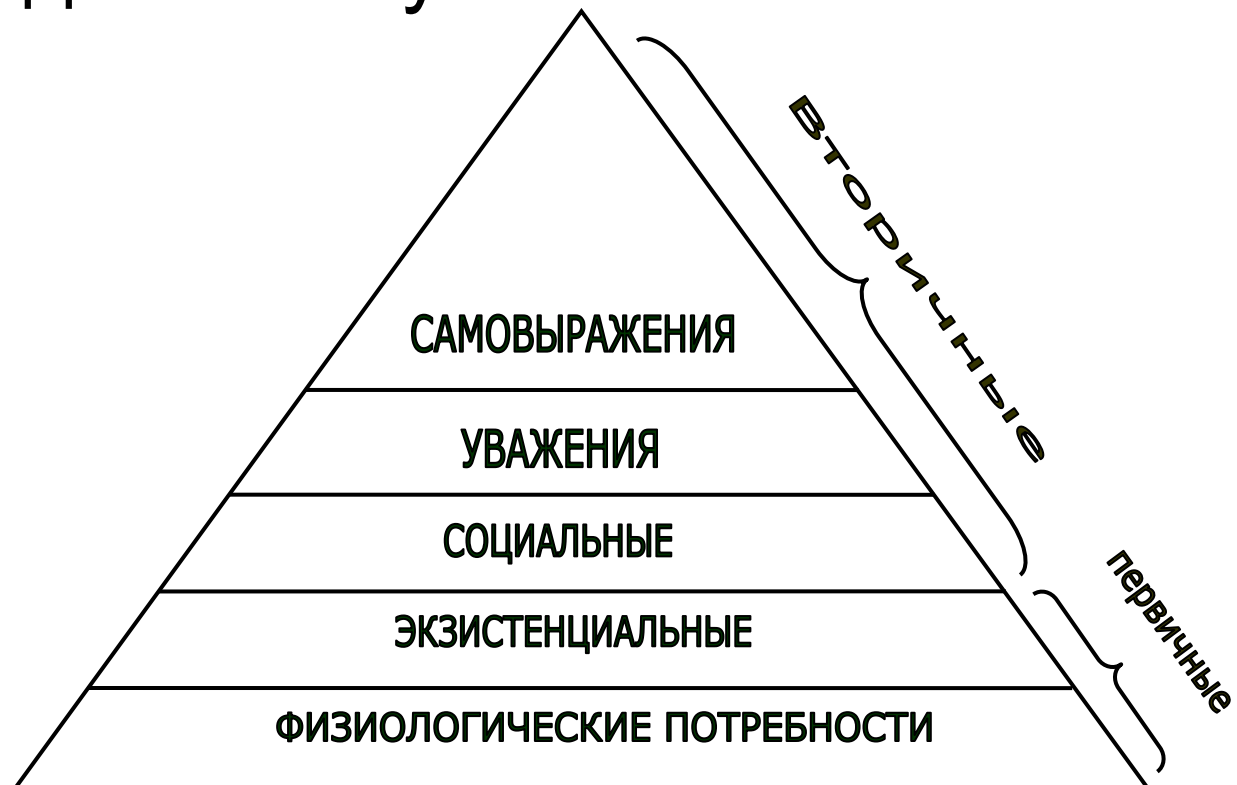 САМОВЫРАЖЕНИЯ
УВАЖЕНИЯ
СОЦИАЛЬНЫЕ
ЭКЗИСТЕНЦИАЛЬНЫЕ
ФИЗИОЛОГИЧЕСКИЕ ПОТРЕБНОСТИ
Вторичные
первичные